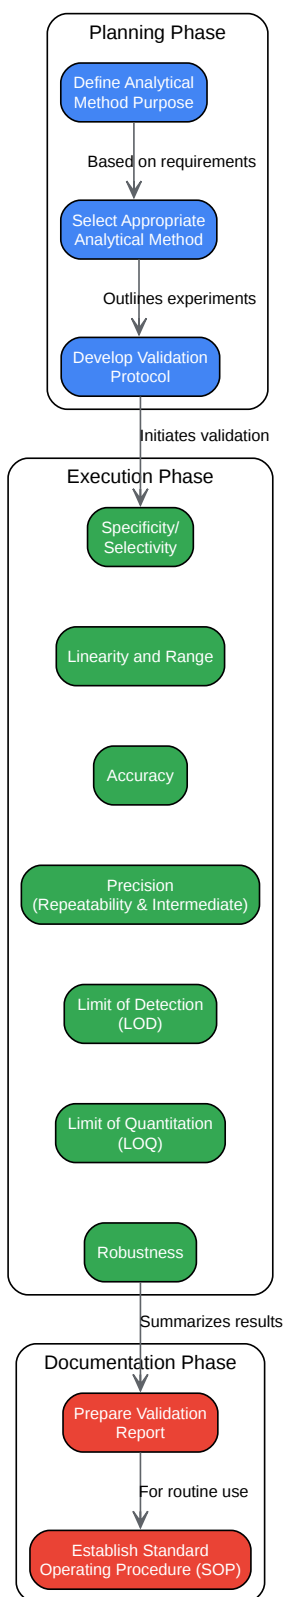 Planning Phase
Define Analytical
Method Purpose
Based on requirements
Select Appropriate
Analytical Method
Outlines experiments
Develop Validation
Protocol
Initiates validation
Execution Phase
Specificity/
Selectivity
Linearity and Range
Accuracy
Precision
(Repeatability & Intermediate)
Limit of Detection
(LOD)
Limit of Quantitation
(LOQ)
Robustness
Summarizes results
Documentation Phase
Prepare Validation
Report
For routine use
Establish Standard
Operating Procedure (SOP)